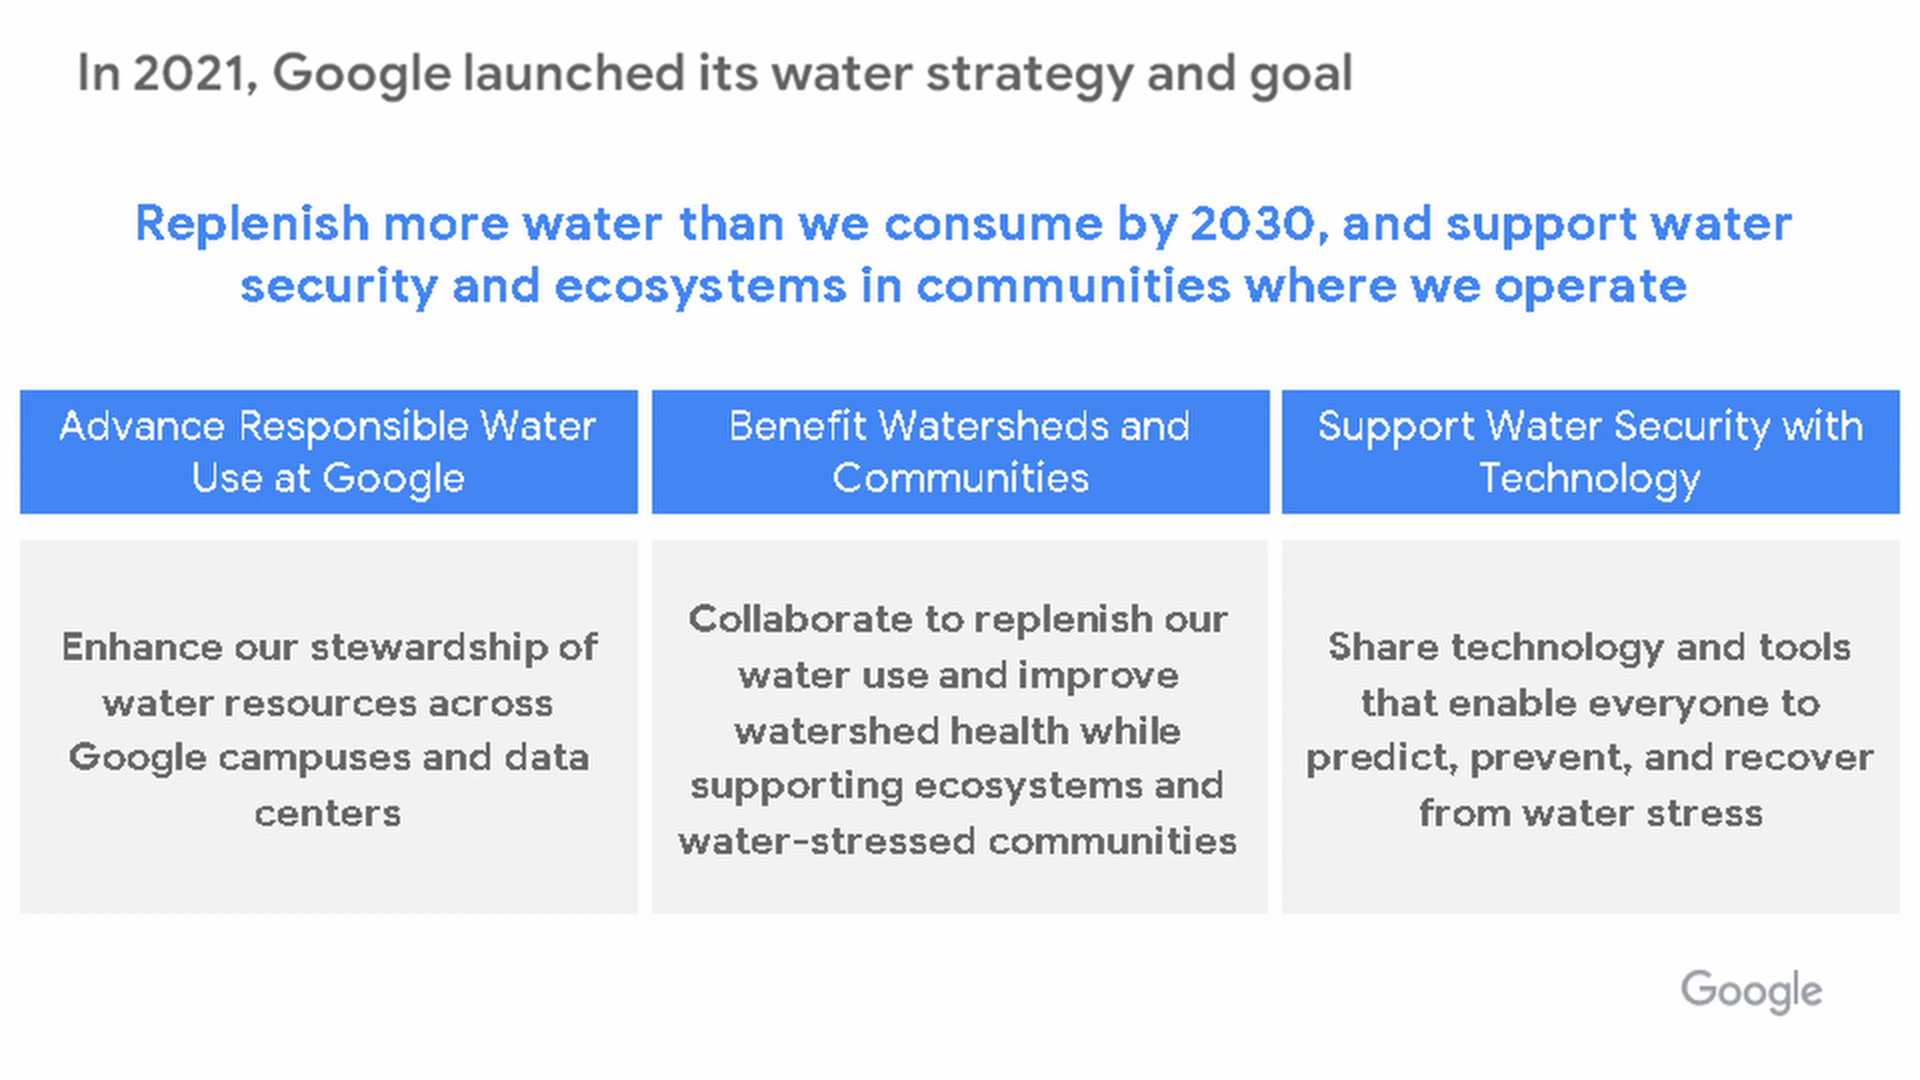 In 2021, Google launched its water strategy and goal
Replenish more water than we consume by 2030, and support water
security and ecosystems in communities where we operate
Advance Responsible Water
Use at Google
Benefit Watersheds and
Communities
Support Water Security with
Technology
Enhance our stewardship of
water resources across
Google campuses and data
centers
Collaborate to replenish our
water use and improve
watershed health while
supporting ecosystems and
water-stressed communities
Share technology and tools
that enable everyone to
predict, prevent, and recover
from water stress
Google